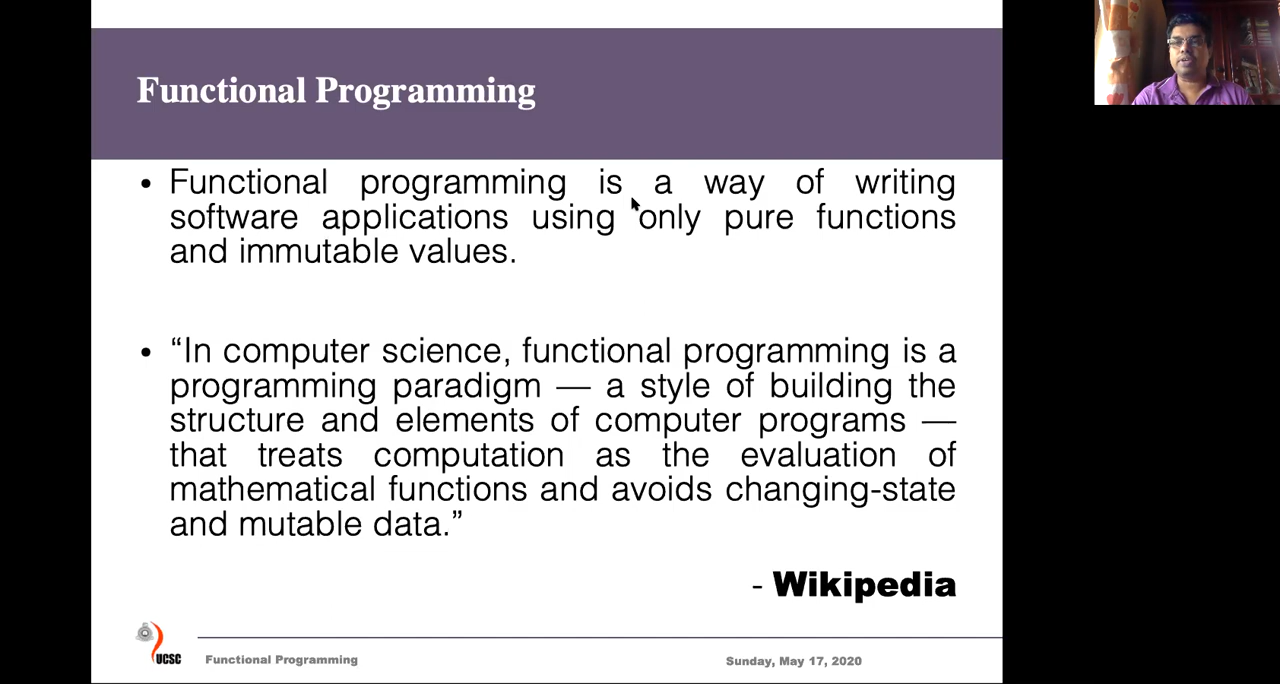 Functional Programming
• Functional programming is a way of writing
software applications using only pure functions
and immutable values.
• “In computer science, functional programming is a
programming paradigm — a style of building the
structure and elements of computer programs —
that treats computation as the evaluation of
mathematical functions and avoids changing-state
and mutable data.”
- Wikipedia
UCSC
Functional Programming
Sunday, May 17, 2020